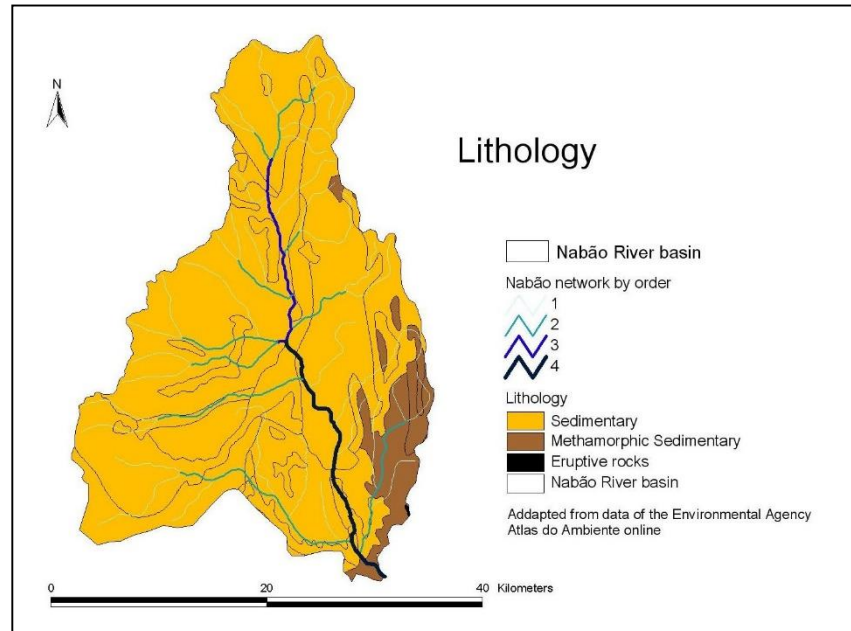 N
Lithology
Nabão River basin
Nabão network by order
1
2
3
4
Lithology
Sedimentary
Methamorphic Sedimentary
Eruptive rocks
Nabão River basin
Addapted from data of the Environmental Agency
Atlas do Ambiente online
0 20 40 Kilometers